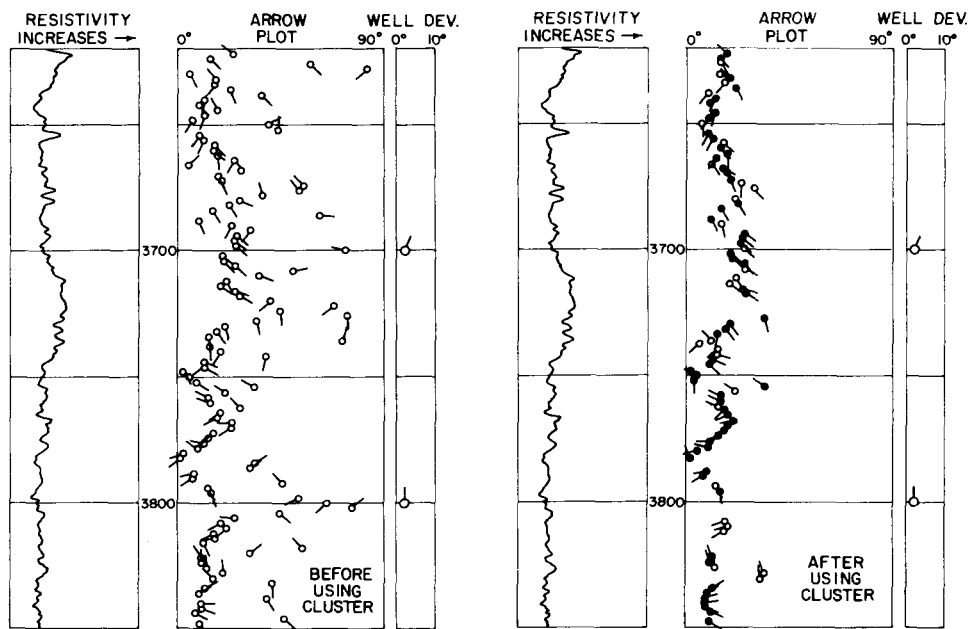 RESISTIVITY INCREASES →
ARROW PLOT
0° 90°
WELL DEV.
0° 10°
3700
3800
BEFORE USING CLUSTER
RESISTIVITY INCREASES →
ARROW PLOT
0° 90°
WELL DEV.
0° 10°
3700
3800
AFTER USING CLUSTER